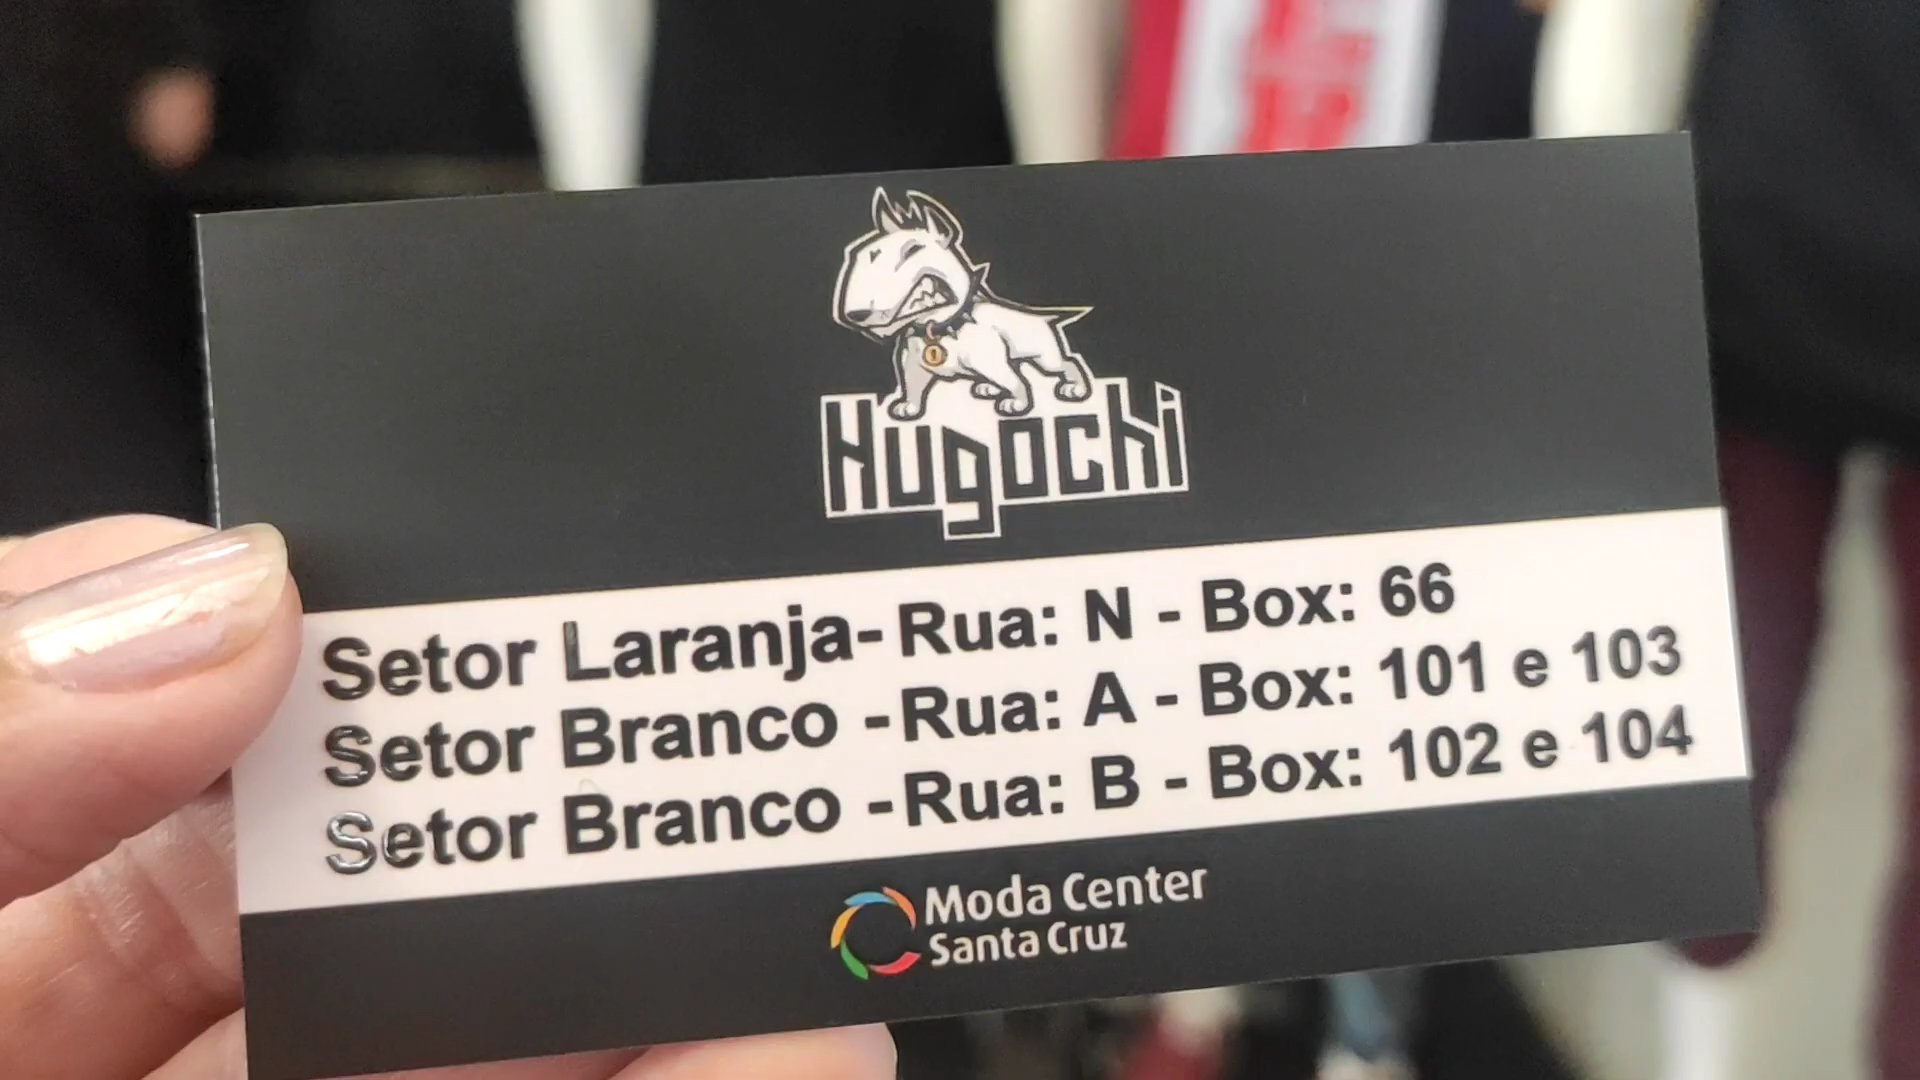 Hugochi
Setor Laranja- Rua: N - Box: 66
Setor Branco - Rua: A - Box: 101 e 103
Setor Branco - Rua: B - Box: 102 e 104
Moda Center
Santa Cruz